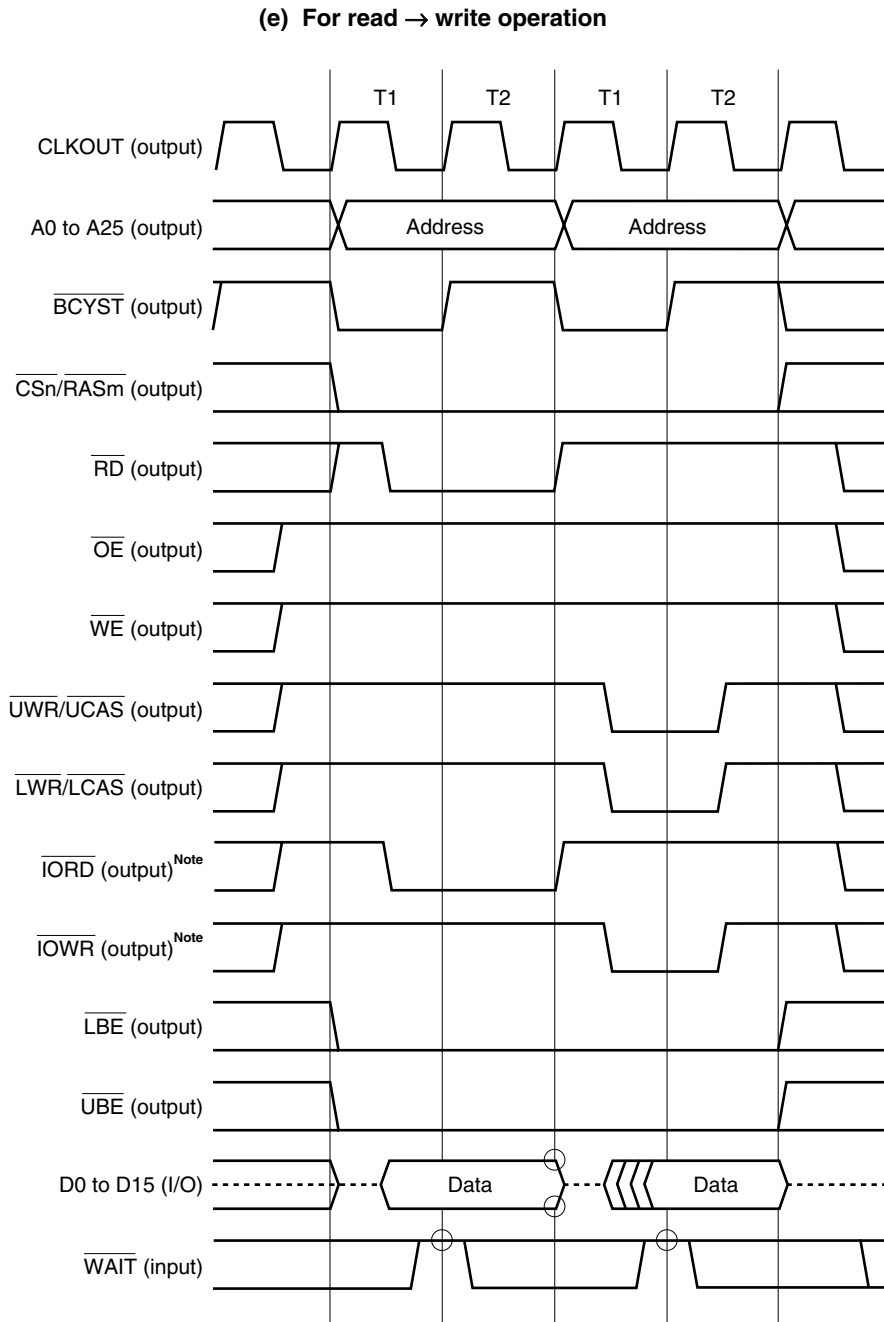 (e) For read → write operation
T1 T2 T1 T2
CLKOUT (output)
A0 to A25 (output) Address Address
BCYST (output)
CSn/RASm (output)
RD (output)
OE (output)
WE (output)
UWR/UCAS (output)
LWR/LCAS (output)
IORD (output)Note
IOWR (output)Note
LBE (output)
UBE (output)
D0 to D15 (I/O) Data Data
WAIT (input)